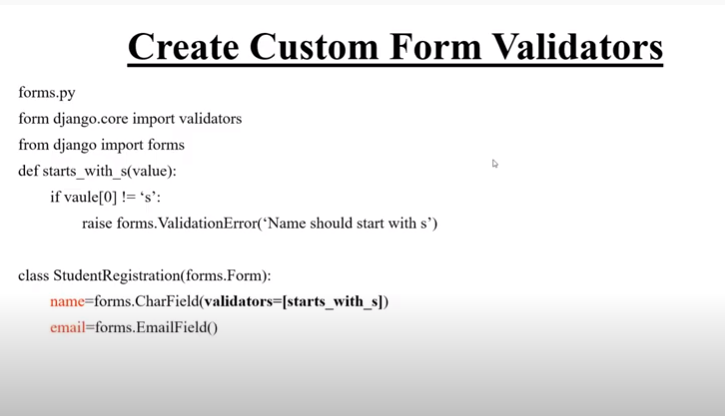 Create Custom Form Validators
forms.py
form django.core import validators
from django import forms
def starts_with_s(value):
if vaule[0] != ‘s’:
raise forms.ValidationError(‘Name should start with s’)
class StudentRegistration(forms.Form):
name=forms.CharField(validators=[starts_with_s])
email=forms.EmailField()